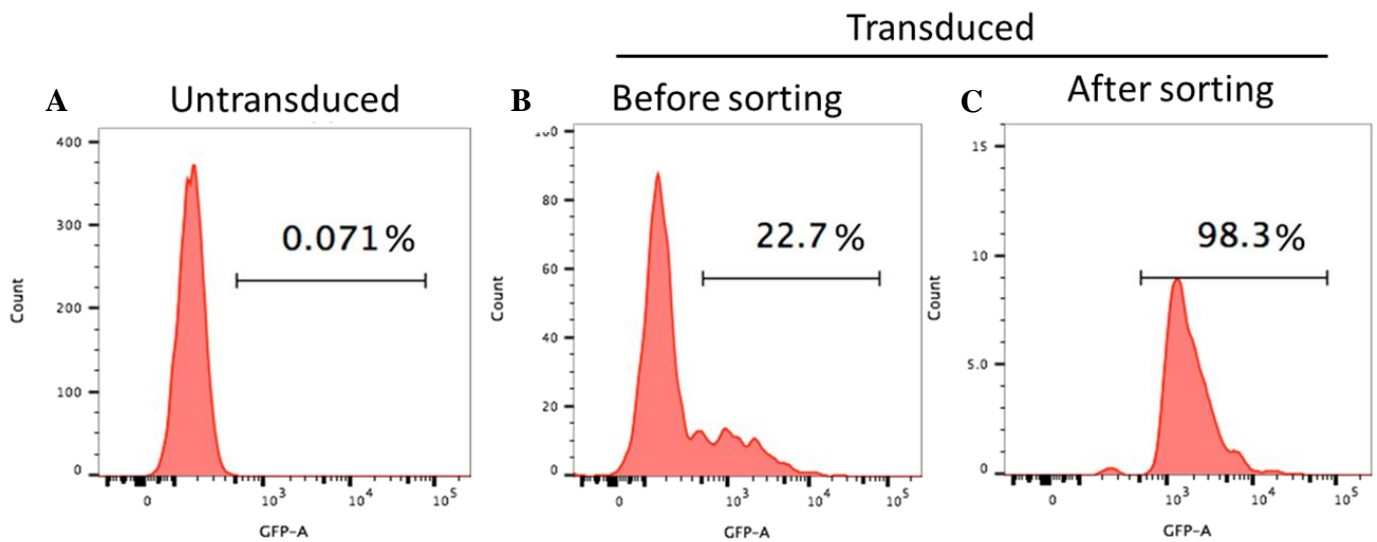 Transduced
A Untransduced
B Before sorting
C After sorting
400
300
200
100
0
Count
0.071%
0 10³ 10⁴ 10⁵
GFP-A
80
60
40
20
0
Count
22.7%
0 10³ 10⁴ 10⁵
GFP-A
15
10
5.0
0
Count
98.3%
0 10³ 10⁴ 10⁵
GFP-A